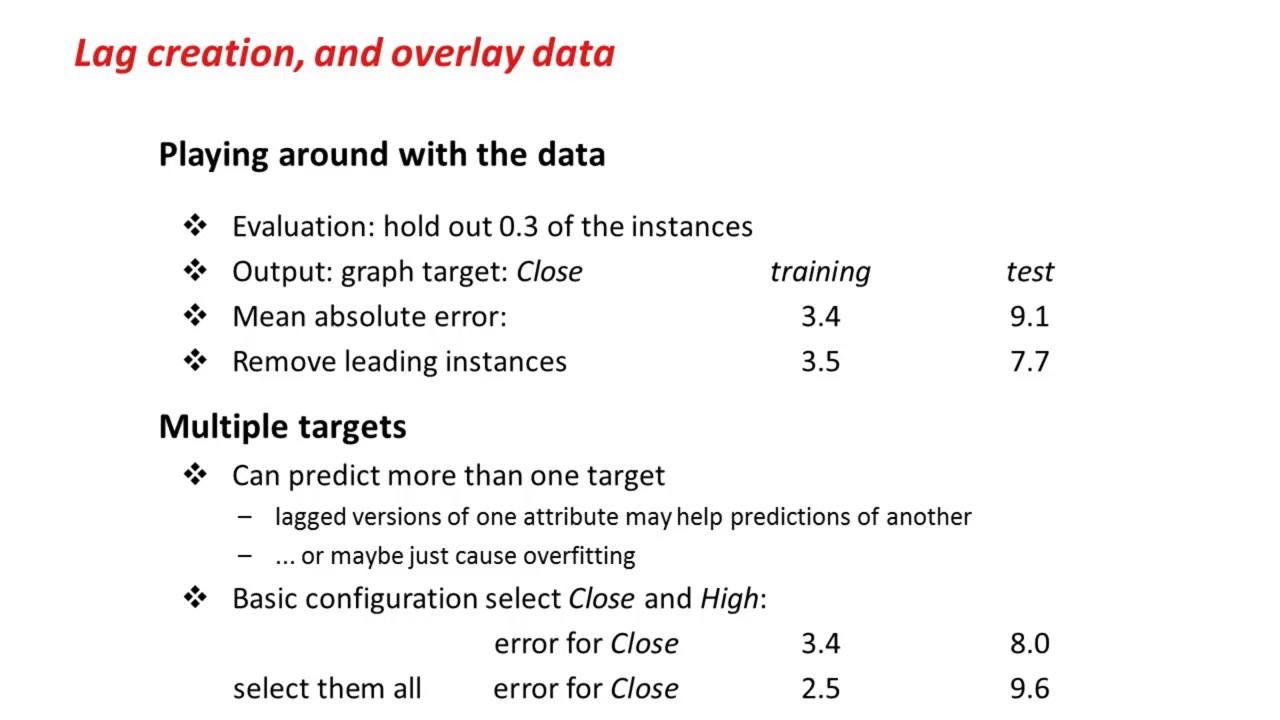 Lag creation, and overlay data
Playing around with the data
❖ Evaluation: hold out 0.3 of the instances
❖ Output: graph target: Close training test
❖ Mean absolute error: 3.4 9.1
❖ Remove leading instances 3.5 7.7
Multiple targets
❖ Can predict more than one target
– lagged versions of one attribute may help predictions of another
– ... or maybe just cause overfitting
❖ Basic configuration select Close and High:
error for Close 3.4 8.0
select them all error for Close 2.5 9.6